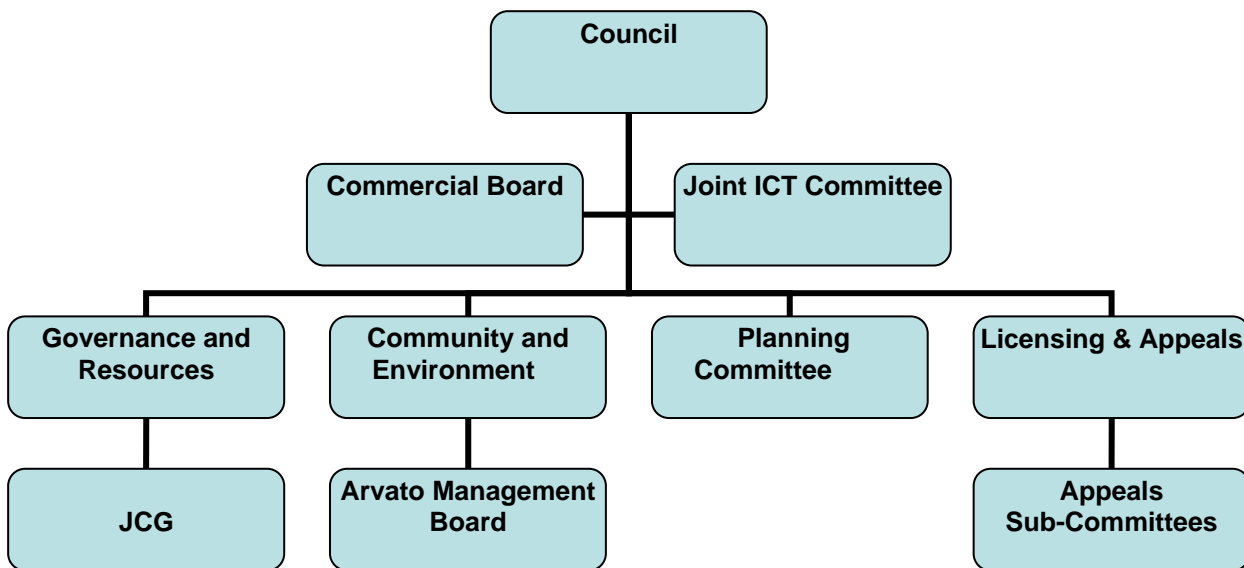 Council
Commercial Board
Joint ICT Committee
Governance and
Resources
Community and
Environment
Planning
Committee
Licensing & Appeals
JCG
Arvato Management
Board
Appeals
Sub-Committees